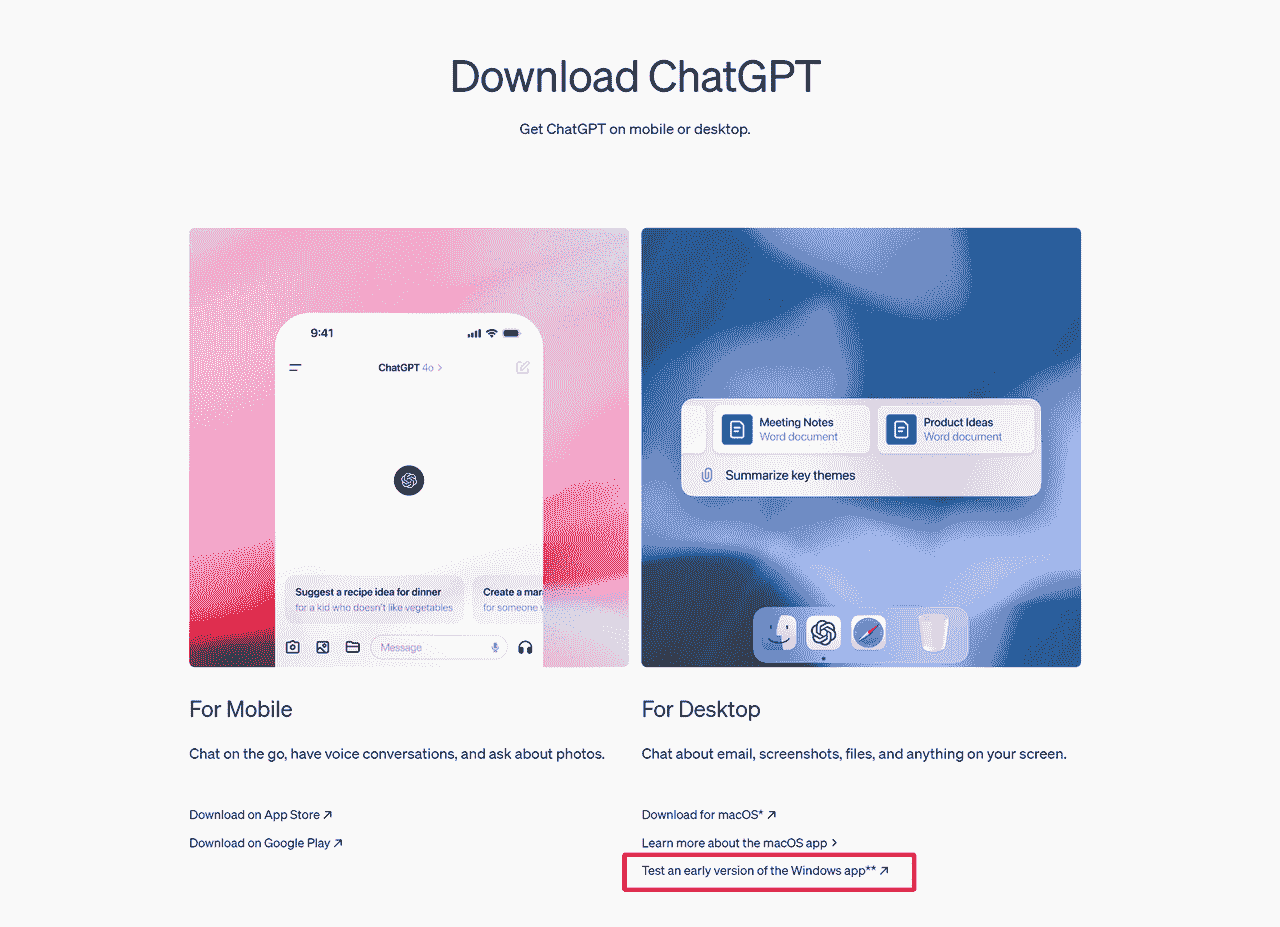 Download ChatGPT
Get ChatGPT on mobile or desktop.
9:41
ChatGPT 4o >
Suggest a recipe idea for dinner
for a kid who doesn't like vegetables
Create a mar
for someone
Message
Meeting Notes
Word document
Product Ideas
Word document
Summarize key themes
For Mobile
Chat on the go, have voice conversations, and ask about photos.
Download on App Store ↗
Download on Google Play ↗
For Desktop
Chat about email, screenshots, files, and anything on your screen.
Download for macOS* ↗
Learn more about the macOS app >
Test an early version of the Windows app** ↗